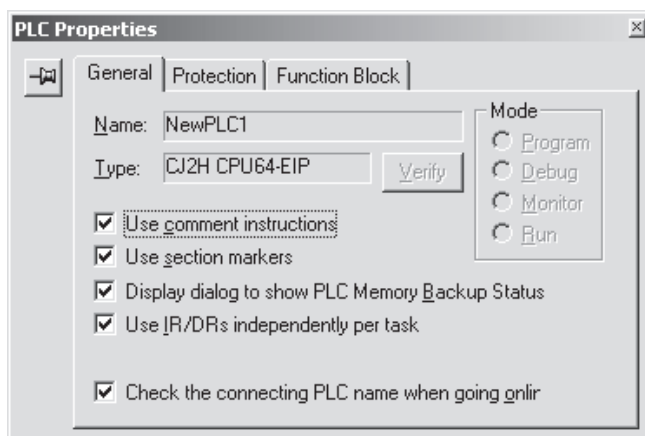 PLC Properties
General Protection Function Block
Name: NewPLC1
Type: CJ2H CPU64-EIP Verify
Mode
Program
Debug
Monitor
Run
Use comment instructions
Use section markers
Display dialog to show PLC Memory Backup Status
Use IR/DRs independently per task
Check the connecting PLC name when going onlir